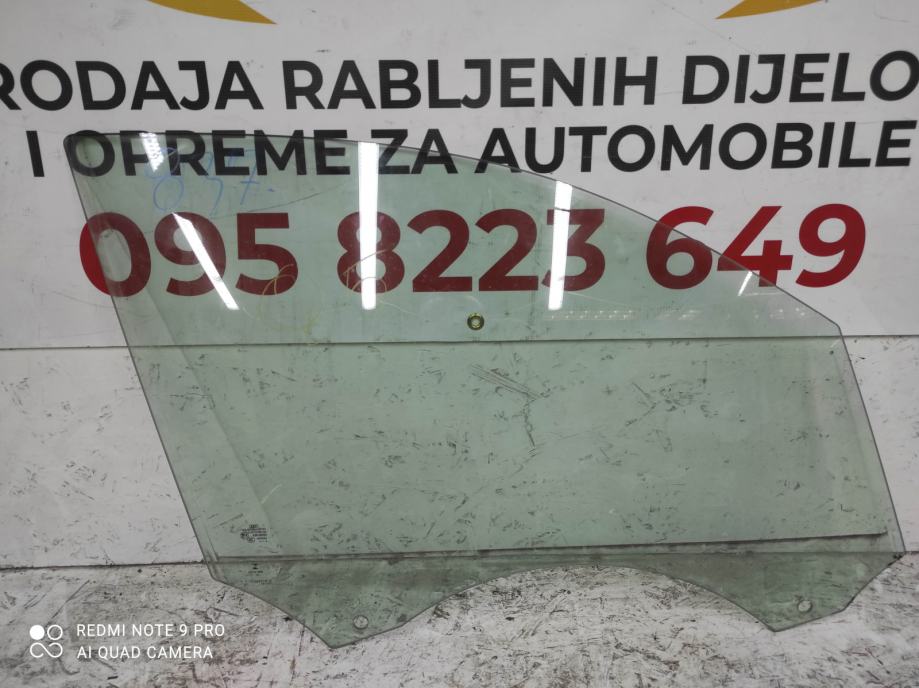 RODAJA RABLJENIH DIJELO
I OPREME ZA AUTOMOBILE
095 8223 649
REDMI NOTE 9 PRO
AI QUAD CAMERA